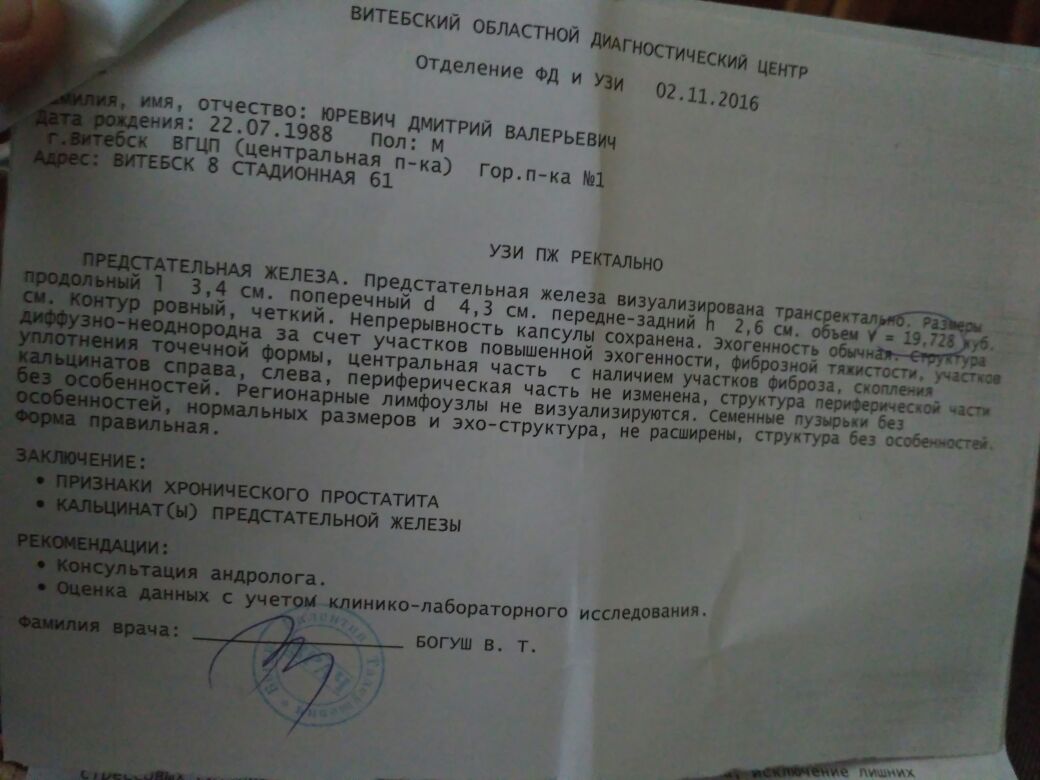 ВИТЕБСКИЙ ОБЛАСТНОЙ ДИАГНОСТИЧЕСКИЙ ЦЕНТР
Отделение ФД и УЗИ 02.11.2016
амилия, имя, отчество: ЮРЕВИЧ ДМИТРИЙ ВАЛЕРЬЕВИЧ
Дата рождения: 22.07.1988 Пол: М
г.Витебск ВГЦП (центральная п-ка) Гор.п-ка №1
Адрес: ВИТЕБСК 8 СТАДИОННАЯ 61
УЗИ ПЖ РЕКТАЛЬНО
ПРЕДСТАТЕЛЬНАЯ ЖЕЛЕЗА. Предстательная железа визуализирована трансректально. Размеры
продольный l 3,4 см. поперечный d 4,3 см. передне-задний h 2,6 см. объем V = 19,728 куб.
см. Контур ровный, четкий. Непрерывность капсулы сохранена. Эхогенность обычная. Структура
диффузно-неоднородна за счет участков повышенной эхогенности, фиброзной тяжистости, участков
уплотнения точечной формы, центральная часть с наличием участков фиброза, скопления
кальцинатов справа, слева, периферическая часть не изменена, структура периферической части
без особенностей. Регионарные лимфоузлы не визуализируются. Семенные пузырьки без
особенностей, нормальных размеров и эхо-структура, не расширены, структура без особенностей.
Форма правильная.
ЗАКЛЮЧЕНИЕ:
• ПРИЗНАКИ ХРОНИЧЕСКОГО ПРОСТАТИТА
• КАЛЬЦИНАТ(Ы) ПРЕДСТАТЕЛЬНОЙ ЖЕЛЕЗЫ
РЕКОМЕНДАЦИИ:
• Консультация андролога.
• Оценка данных с учетом клинико-лабораторного исследования.
Фамилия врача: БОГУШ В. Т.
исключение лишних